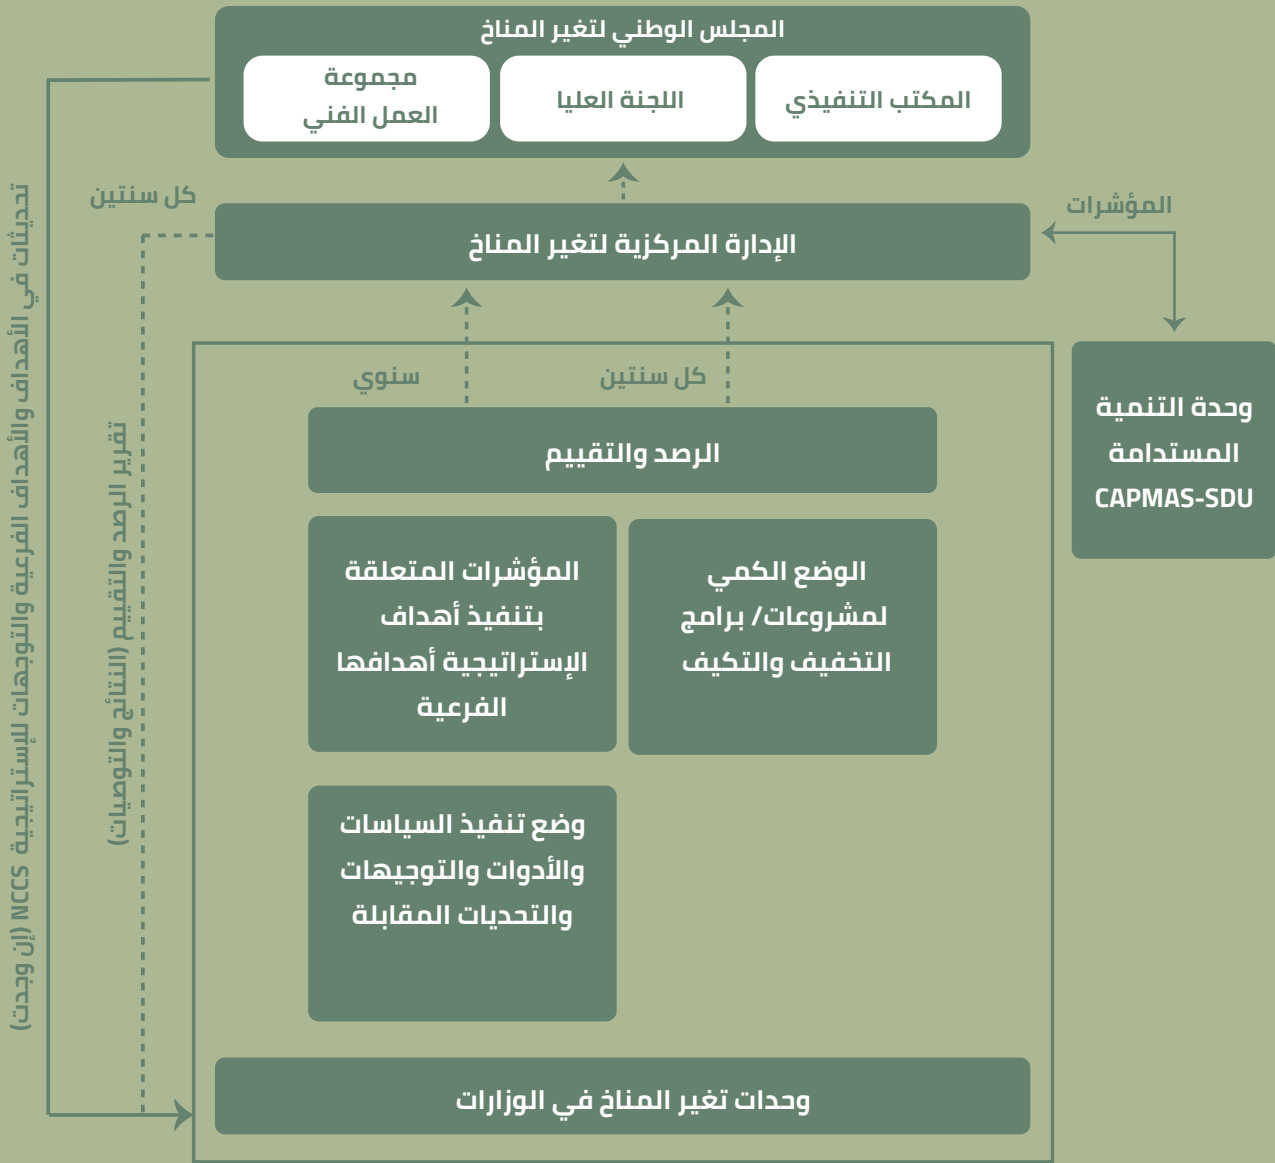 المجلس الوطني لتغير المناخ
المكتب التنفيذي
اللجنة العليا
مجموعة
العمل الفني
كل سنتين
المؤشرات
الإدارة المركزية لتغير المناخ
سنوي
كل سنتين
وحدة التنمية
المستدامة
CAPMAS-SDU
الرصد والتقييم
الوضع الكمي
لمشروعات/ برامج
التخفيف والتكيف
المؤشرات المتعلقة
بتنفيذ أهداف
الإستراتيجية أهدافها
الفرعية
وضع تنفيذ السياسات
والأدوات والتوجيهات
والتحديات المقابلة
وحدات تغير المناخ في الوزارات
تقرير الرصد والتقييم (النتائج والتوصيات)
تحديثات في الأهداف والأهداف الفرعية والتوجهات للإستراتيجية NCCS (إن وجدت)